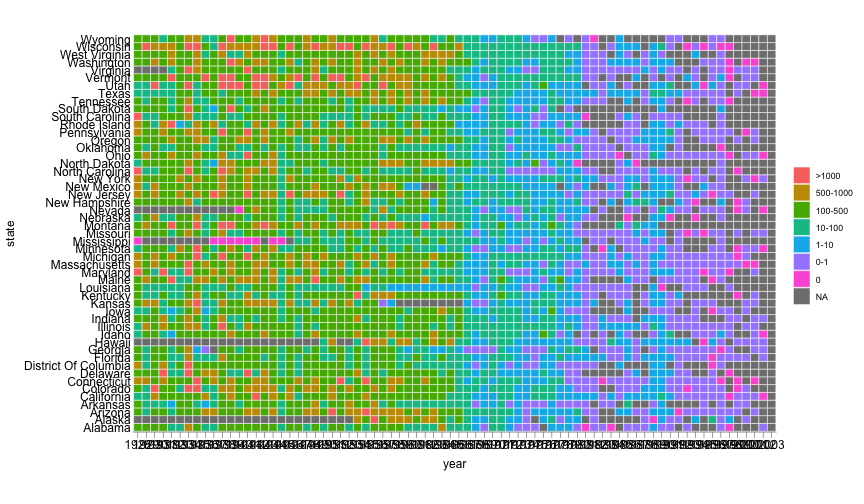 Wyoming
Wisconsin
West Virginia
Washington
Virginia
Vermont
Utah
Texas
Tennessee
South Dakota
South Carolina
Rhode Island
Pennsylvania
Oregon
Oklahoma
Ohio
North Dakota
North Carolina
New York
New Mexico
New Jersey
New Hampshire
Nevada
Nebraska
Montana
Missouri
Mississippi
Minnesota
Michigan
Massachusetts
Maryland
Maine
Louisiana
Kentucky
Kansas
Iowa
Indiana
Illinois
Idaho
Hawaii
Georgia
Florida
District Of Columbia
Delaware
Connecticut
Colorado
California
Arkansas
Arizona
Alaska
Alabama
state
year
>1000
500-1000
100-500
10-100
1-10
0-1
0
NA